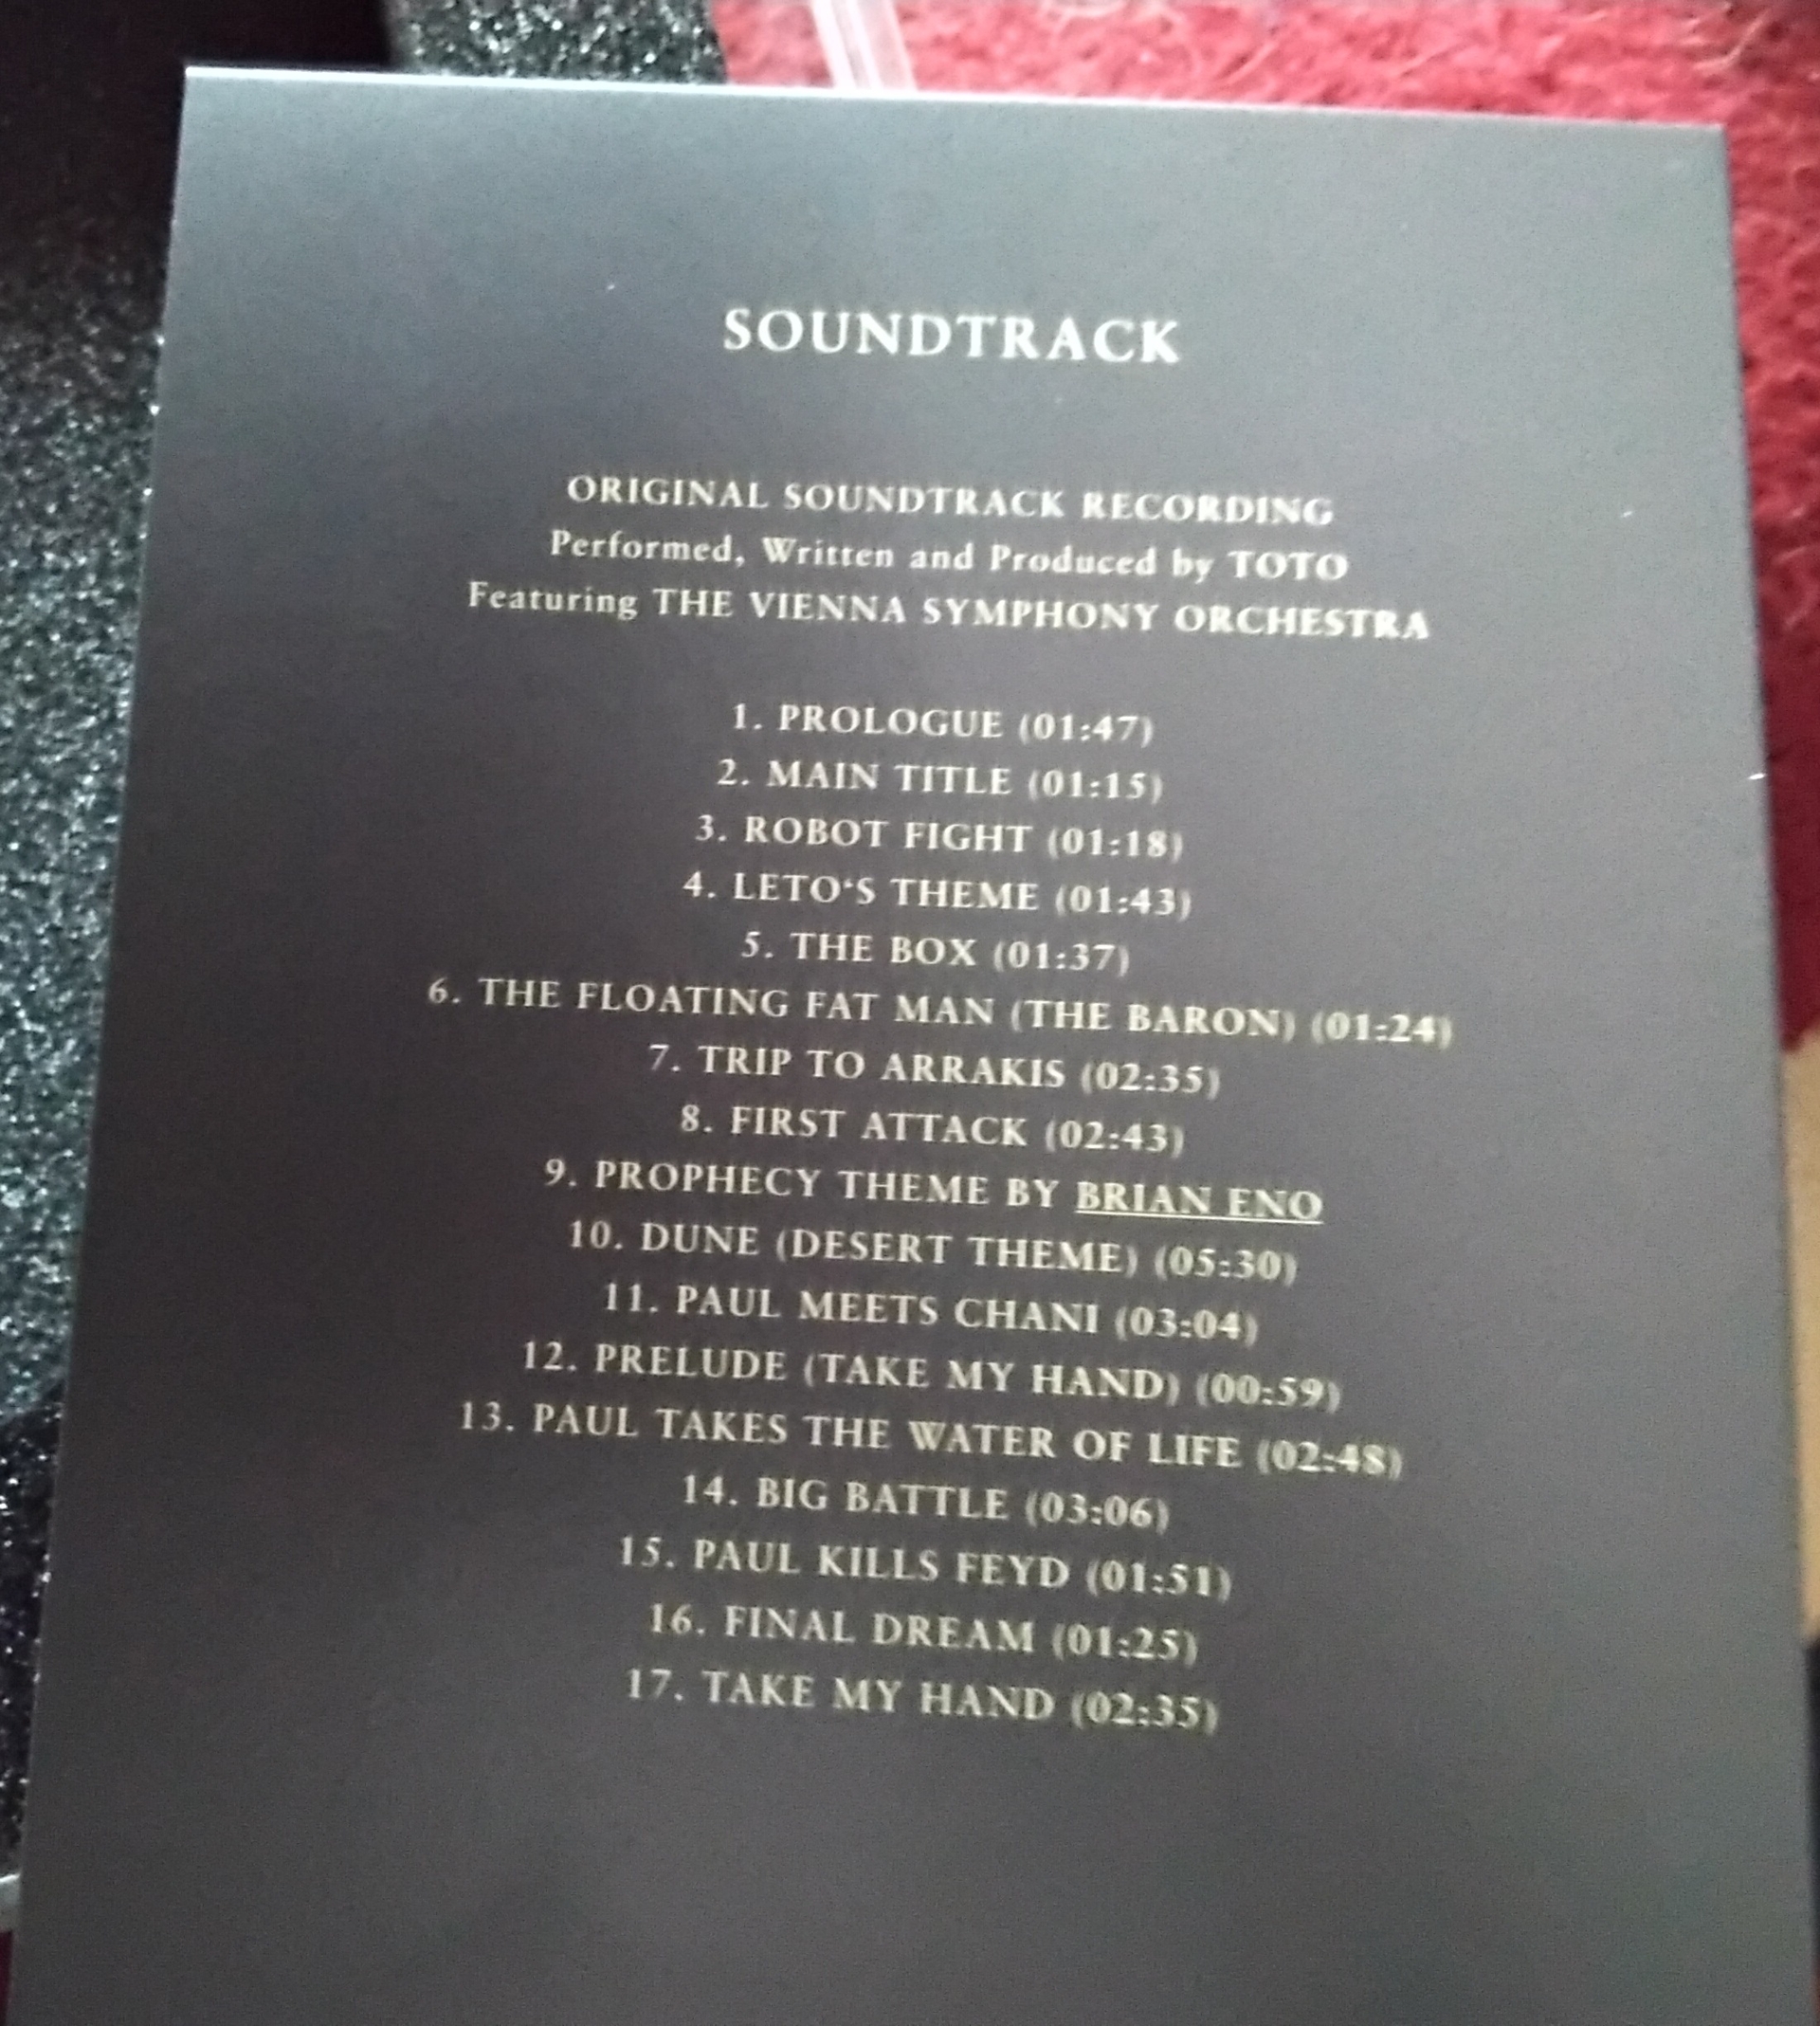 SOUNDTRACK
ORIGINAL SOUNDTRACK RECORDING
Performed, Written and Produced by TOTO
Featuring THE VIENNA SYMPHONY ORCHESTRA
1. PROLOGUE (01:47)
2. MAIN TITLE (01:15)
3. ROBOT FIGHT (01:18)
4. LETO‘S THEME (01:43)
5. THE BOX (01:37)
6. THE FLOATING FAT MAN (THE BARON) (01:24)
7. TRIP TO ARRAKIS (02:35)
8. FIRST ATTACK (02:43)
9. PROPHECY THEME BY BRIAN ENO
10. DUNE (DESERT THEME) (05:30)
11. PAUL MEETS CHANI (03:04)
12. PRELUDE (TAKE MY HAND) (00:59)
13. PAUL TAKES THE WATER OF LIFE (02:48)
14. BIG BATTLE (03:06)
15. PAUL KILLS FEYD (01:51)
16. FINAL DREAM (01:25)
17. TAKE MY HAND (02:35)